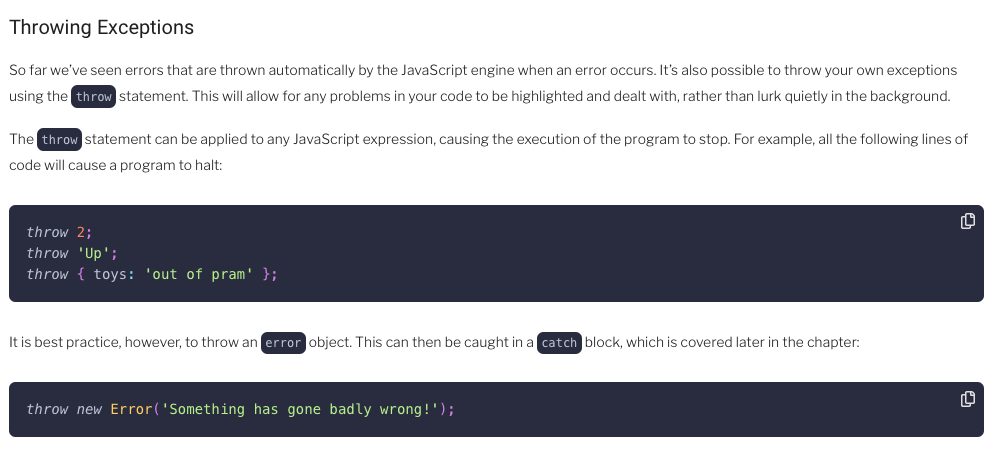 Throwing Exceptions
So far we’ve seen errors that are thrown automatically by the JavaScript engine when an error occurs. It’s also possible to throw your own exceptions
using the throw statement. This will allow for any problems in your code to be highlighted and dealt with, rather than lurk quietly in the background.
The throw statement can be applied to any JavaScript expression, causing the execution of the program to stop. For example, all the following lines of
code will cause a program to halt:
throw 2;
throw 'Up';
throw { toys: 'out of pram' };
It is best practice, however, to throw an error object. This can then be caught in a catch block, which is covered later in the chapter:
throw new Error('Something has gone badly wrong!');